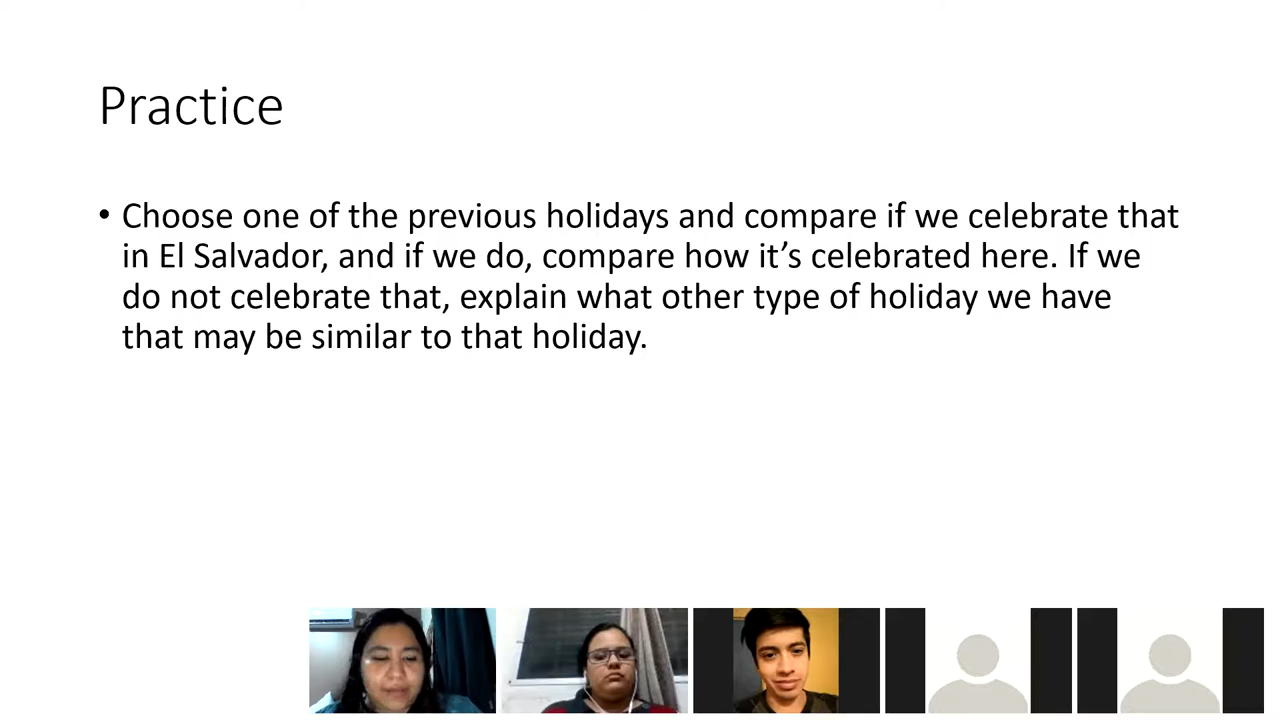 Practice
• Choose one of the previous holidays and compare if we celebrate that
in El Salvador, and if we do, compare how it’s celebrated here. If we
do not celebrate that, explain what other type of holiday we have
that may be similar to that holiday.